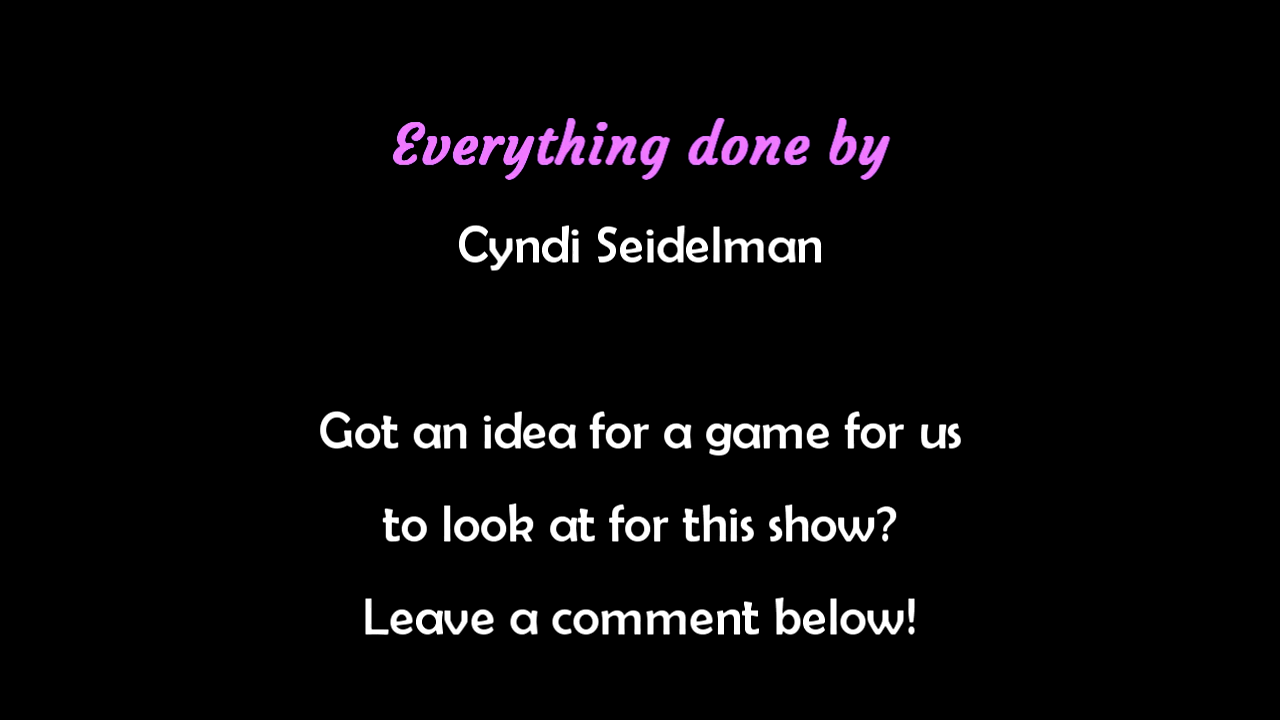 Everything done by
Cyndi Seidelman
Got an idea for a game for us
to look at for this show?
Leave a comment below!